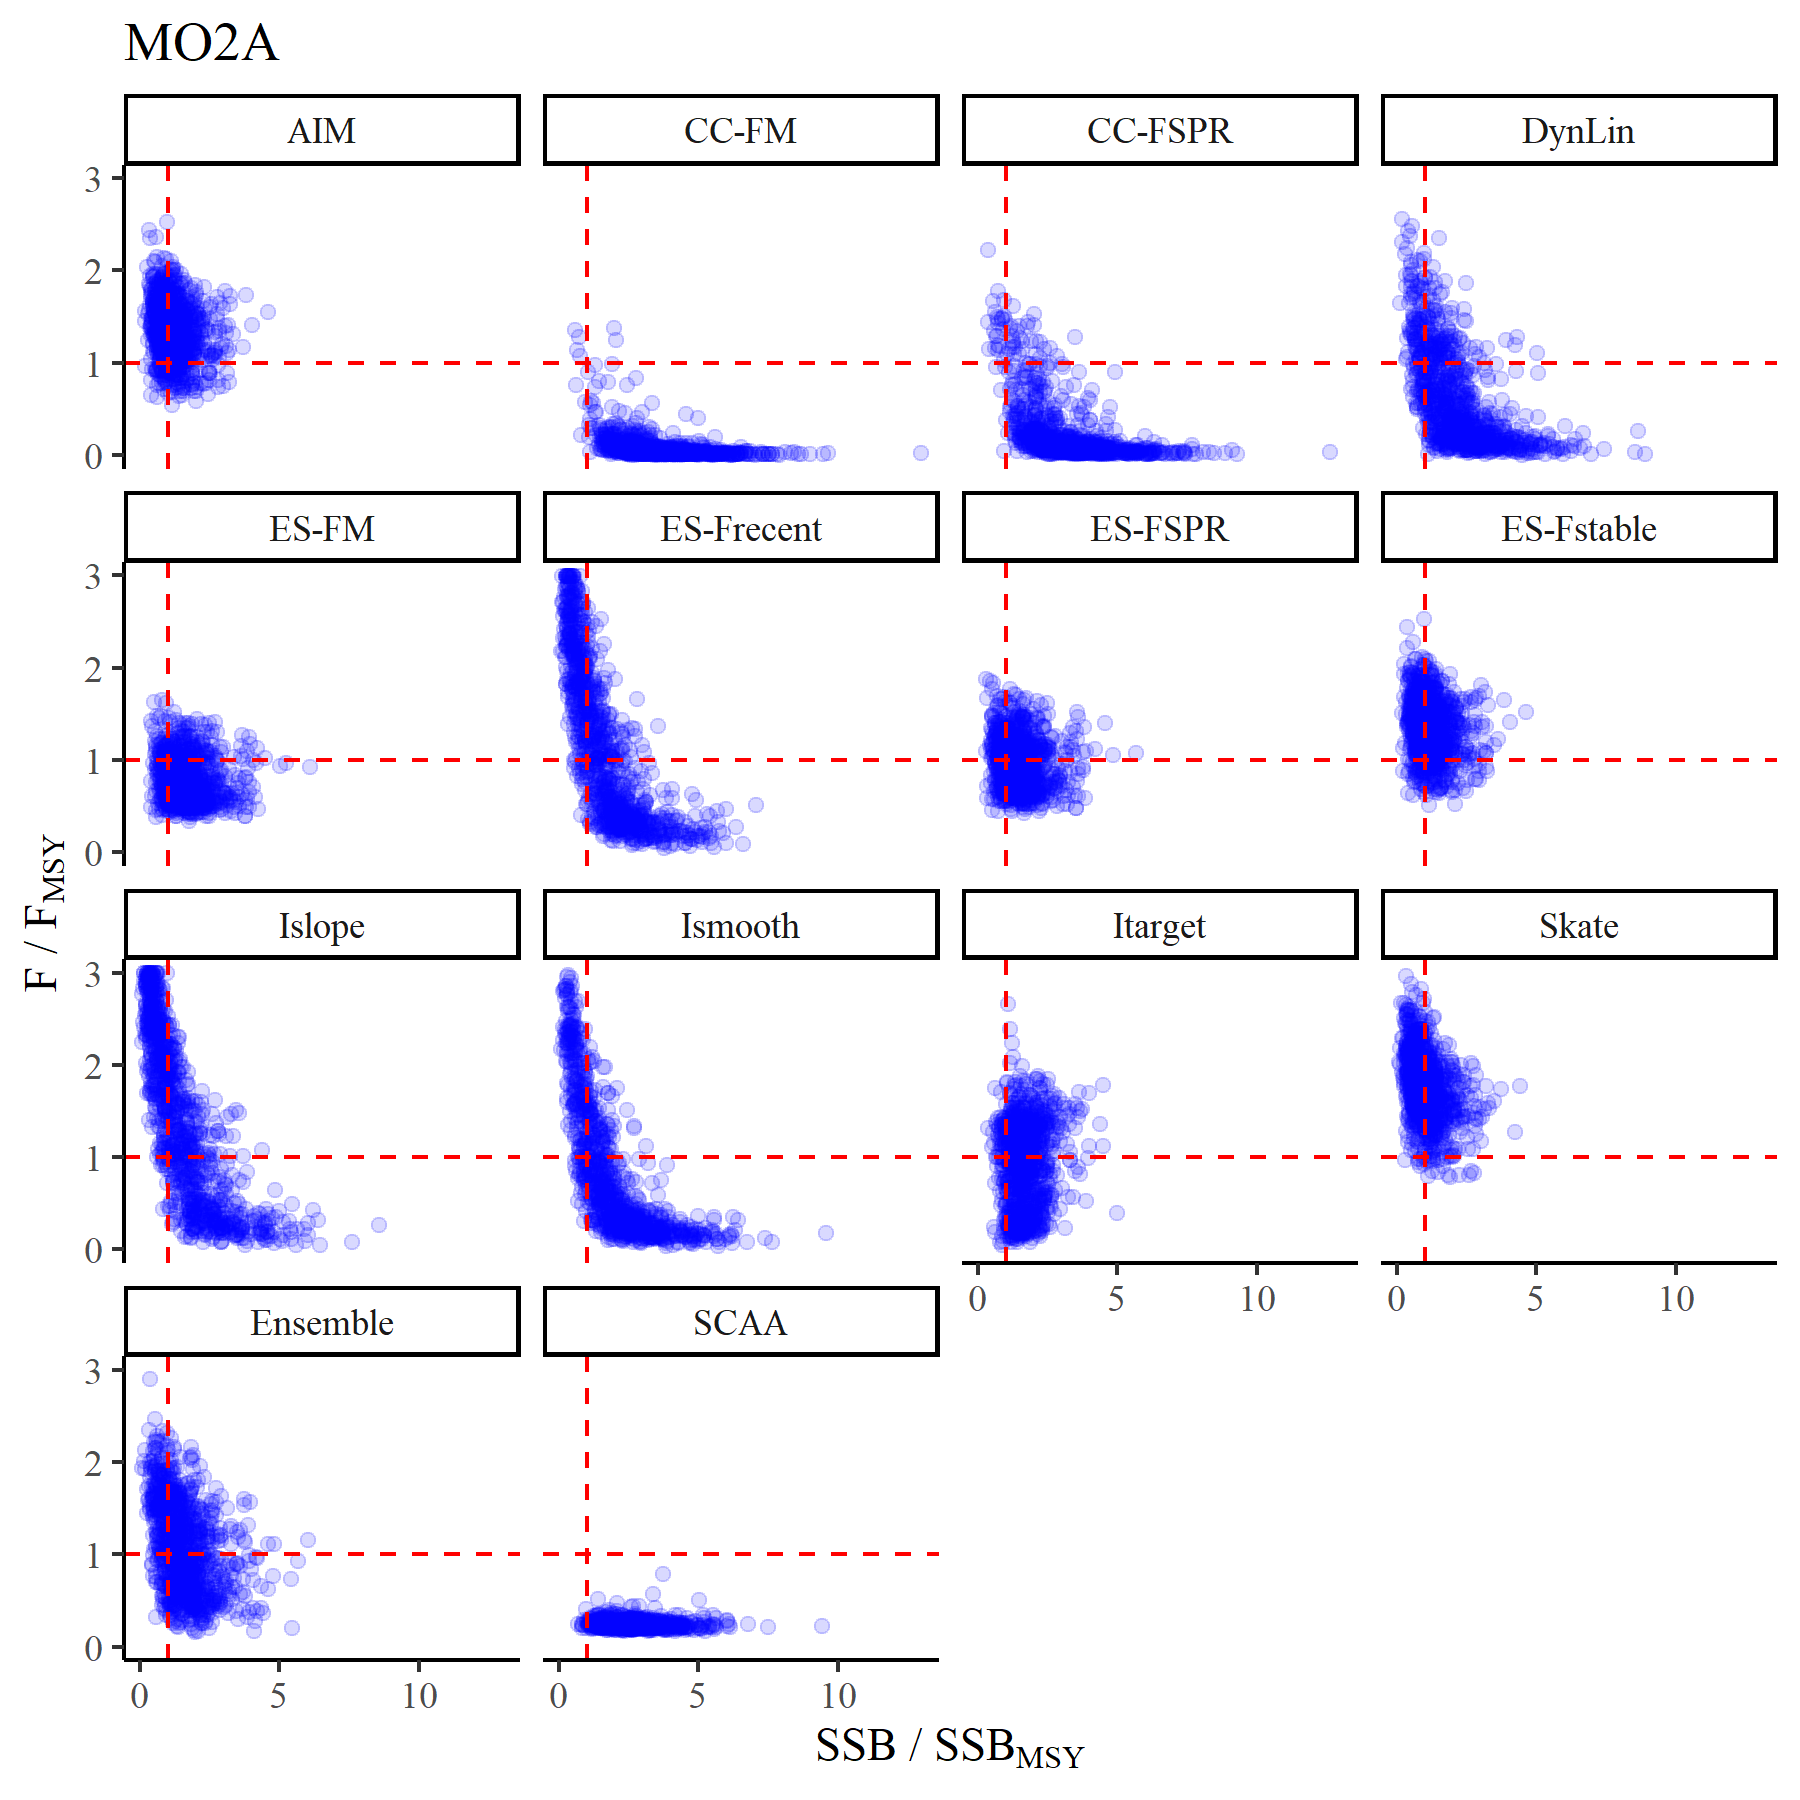 MO2A
AIM
CC-FM
CC-FSPR
DynLin
3
2
1
0
ES-FM
ES-Frecent
ES-FSPR
ES-Fstable
3
2
1
0
F / FMSY
Islope
Ismooth
Itarget
Skate
3
2
1
0
0 5 10
0 5 10
Ensemble
SCAA
3
2
1
0
0 5 10
0 5 10
SSB / SSBMSY